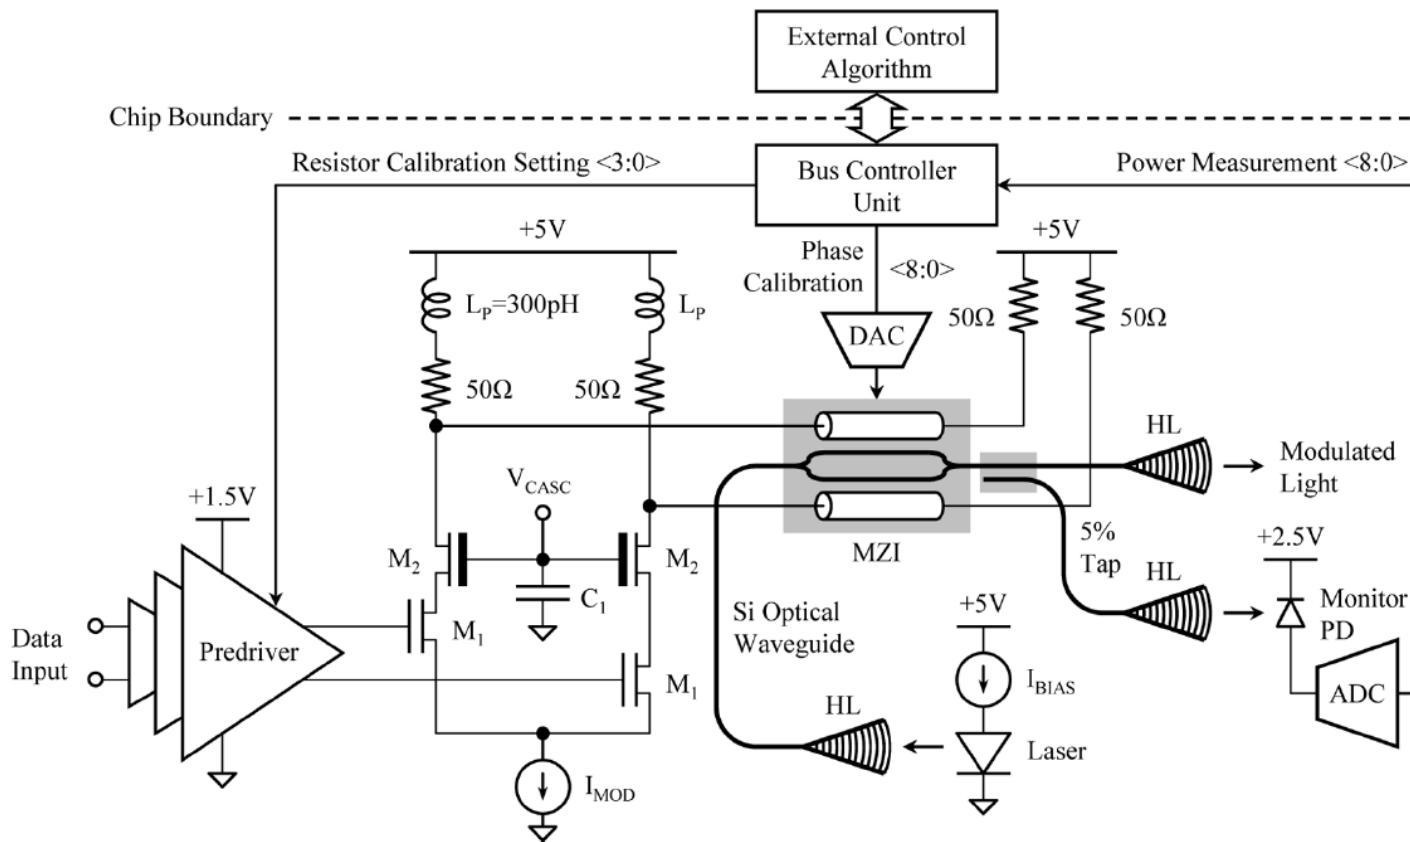 External Control
Algorithm
Chip Boundary
Resistor Calibration Setting <3:0>
Bus Controller
Unit
Power Measurement <8:0>
+5V
Phase
Calibration
<8:0>
+5V
L_P=300pH
L_P
DAC
50Ω
50Ω
50Ω
50Ω
HL
Modulated
Light
V_CASC
+1.5V
M_2
M_2
MZI
5%
Tap
+2.5V
C_1
HL
Monitor
PD
Data
Input
Predriver
M_1
M_1
Si Optical
Waveguide
+5V
I_BIAS
ADC
HL
Laser
I_MOD